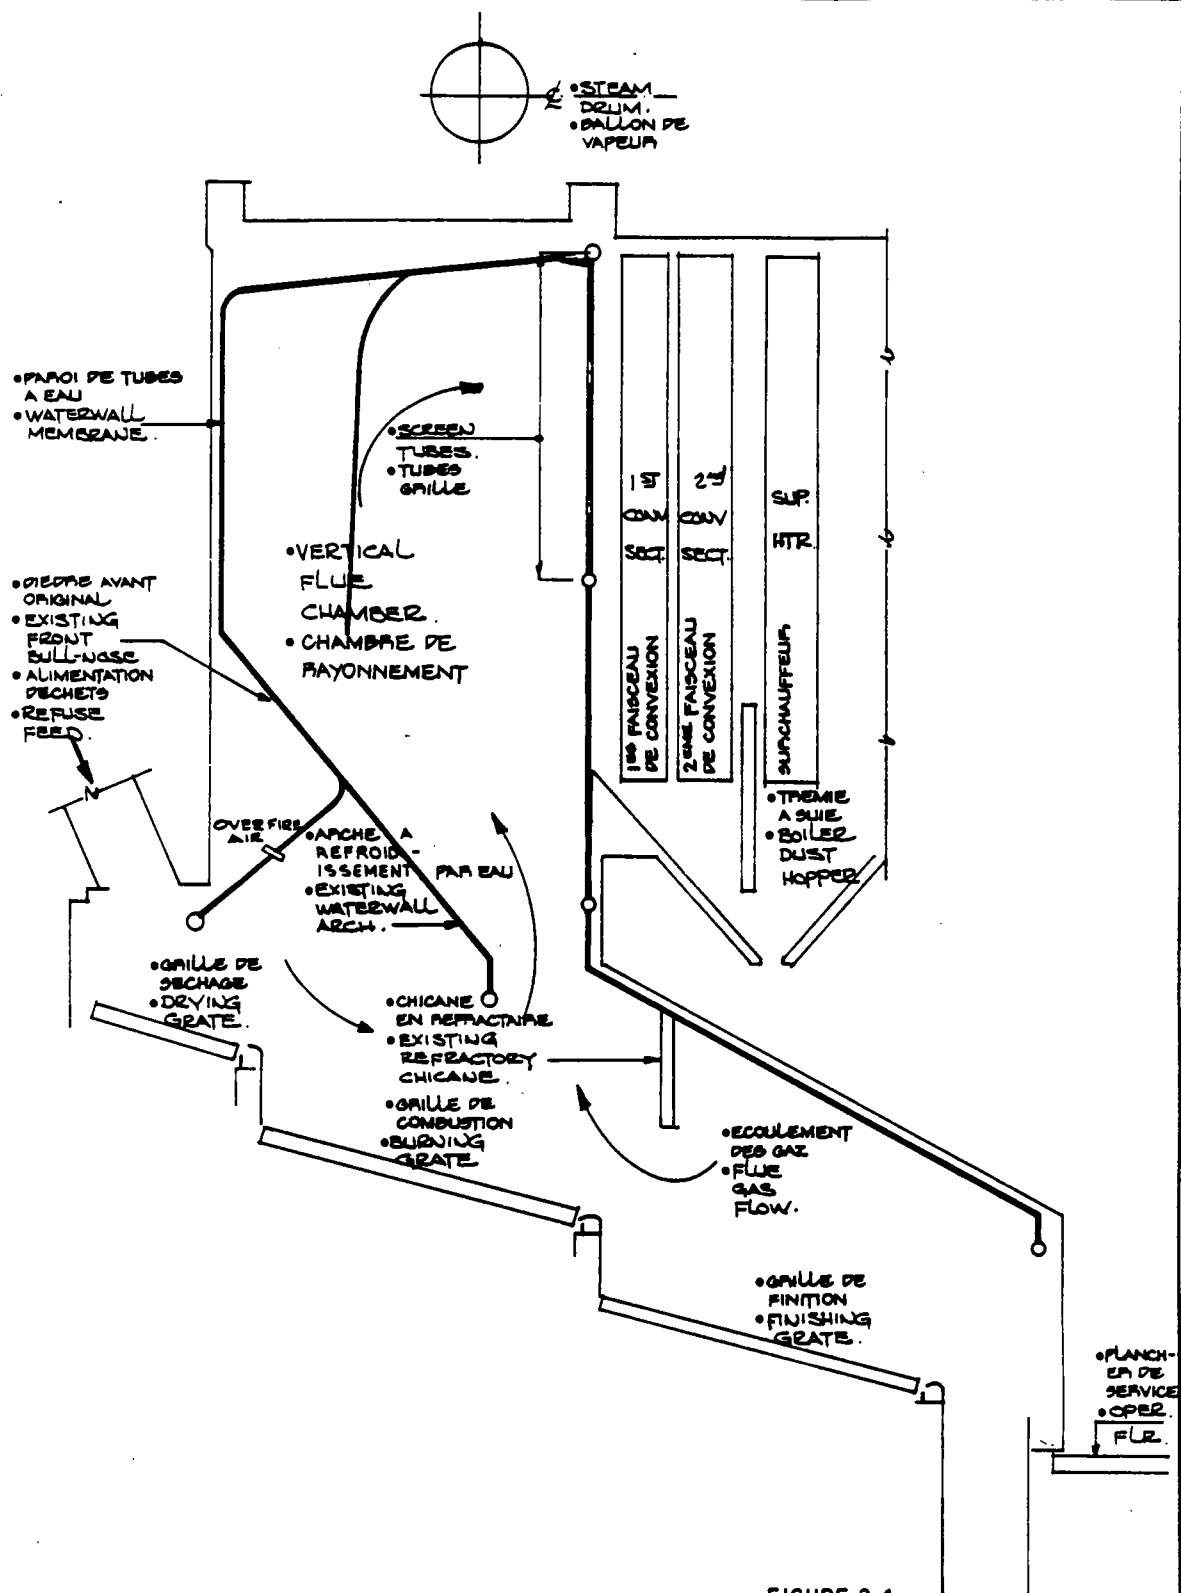 •STEAM
DRUM.
•BALLON DE
VAPEUR
•PAROI DE TUBES
A EAU
•WATERWALL
MEMBRANE.
•SCREEN
TUBES.
•TUBES
GRILLE
1ST
CONV
SECT.
2nd
CONV
SECT.
SUP.
HTR.
•VERTICAL
FLUE
CHAMBER.
•CHAMBRE DE
RAYONNEMENT
•DIEDRE AVANT
ORIGINAL
•EXISTING
FRONT
BULL-NOSE
•ALIMENTATION
DECHETS
•REFUSE
FEED.
1ER FAISCEAU
DE CONVEXION
2EME FAISCEAU
DE CONVEXION
SURCHAUFFEUR
•TREMIE
A SUIE
•BOILER
DUST
HOPPER
OVERFIRE
AIR
•ARCHE A
REFROID-
ISSEMENT PAR EAU
•EXISTING
WATERWALL
ARCH.
•GRILLE DE
SECHAGE
•DRYING
GRATE.
•CHICANE
EN REFRACTAIRE
•EXISTING
REFRACTORY
CHICANE.
•GRILLE DE
COMBUSTION
•BURNING
GRATE
•ECOULEMENT
DES GAZ
•FLUE
GAS
FLOW.
•GRILLE DE
FINITION
•FINISHING
GRATE.
•PLANCH-
ER DE
SERVICE
•OPER.
FLR.